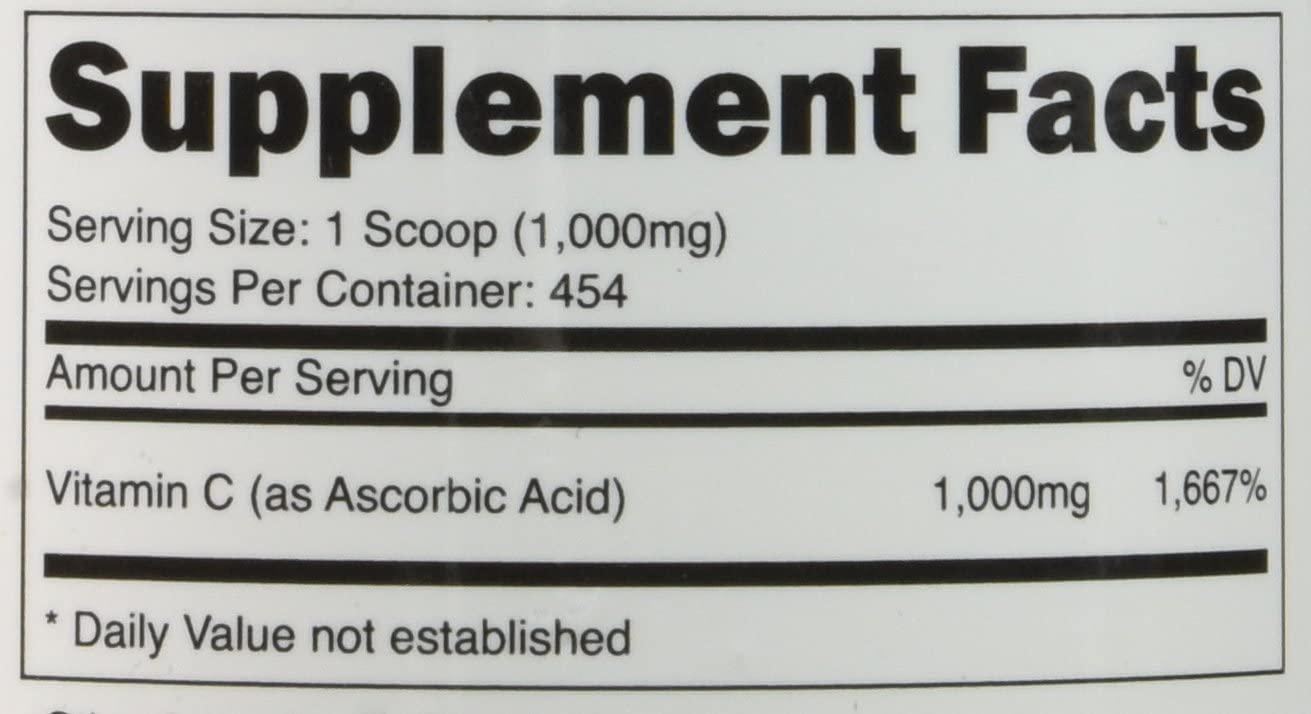 Supplement Facts
Serving Size: 1 Scoop (1,000mg)
Servings Per Container: 454
Amount Per Serving % DV
Vitamin C (as Ascorbic Acid) 1,000mg 1,667%
* Daily Value not established